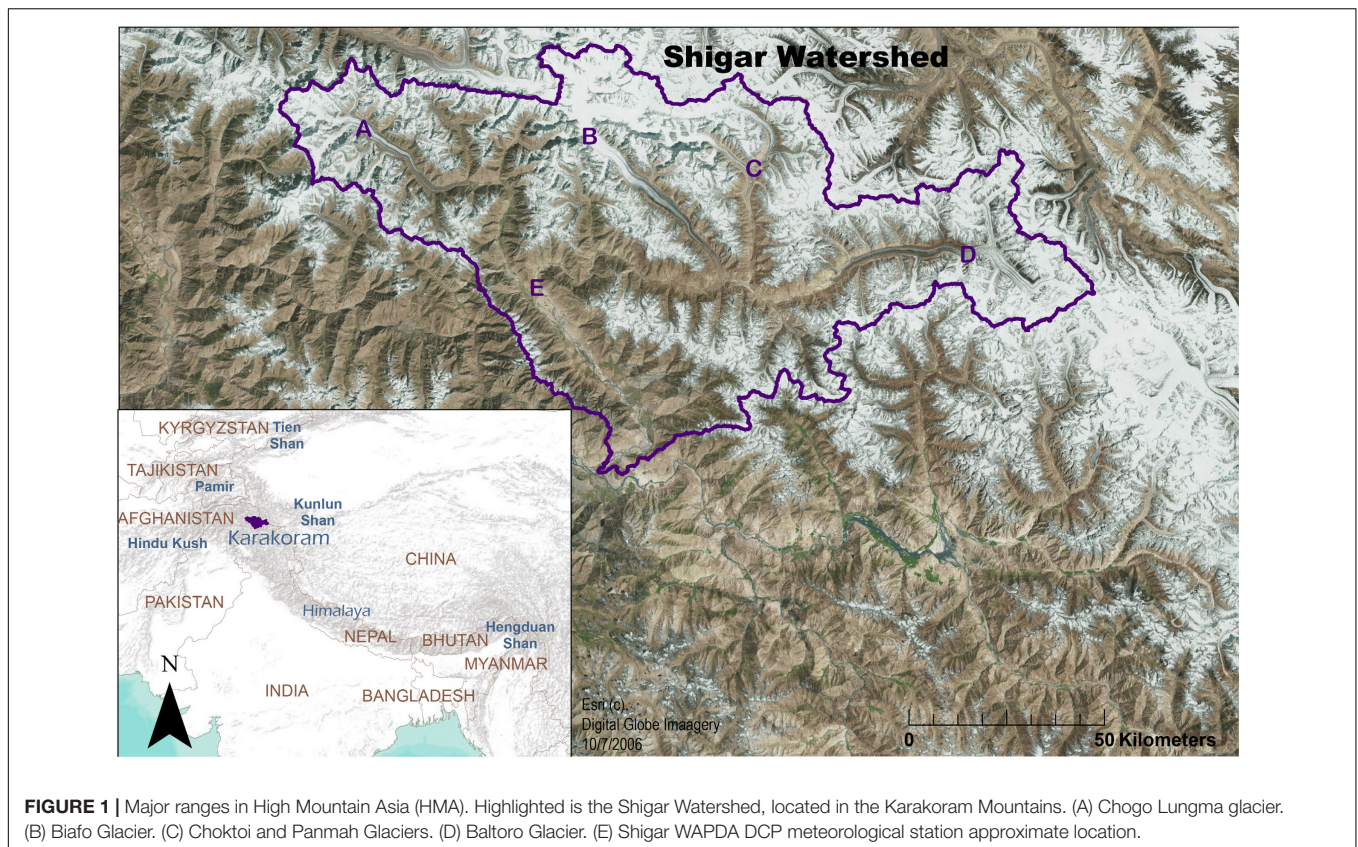 Shigar Watershed
A
B
C
D
E
KYRGYZSTAN Tien
Shan
TAJIKISTAN
Pamir
Kunlun
Shan
AFGHANISTAN
Karakoram
Hindu Kush
CHINA
PAKISTAN
Himalaya
NEPAL BHUTAN Hengduan
Shan
MYANMAR
N
INDIA
BANGLADESH
Esri (c).
Digital Globe Imaagery
10/7/2006
0 50 Kilometers
FIGURE 1 | Major ranges in High Mountain Asia (HMA). Highlighted is the Shigar Watershed, located in the Karakoram Mountains. (A) Chogo Lungma glacier.
(B) Biafo Glacier. (C) Choktoi and Panmah Glaciers. (D) Baltoro Glacier. (E) Shigar WAPDA DCP meteorological station approximate location.